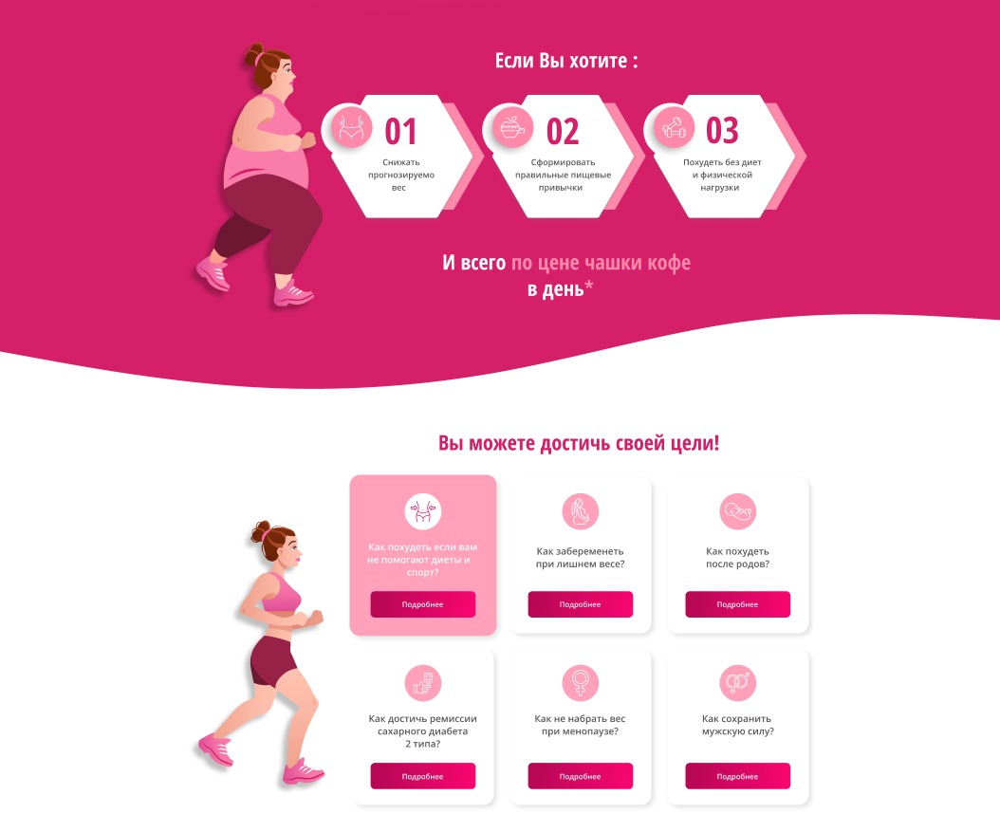 Если Вы хотите :
01
Снижать
прогнозируемо
вес
02
Сформировать
правильные пищевые
привычки
03
Похудеть без диет
и физической
нагрузки
И всего по цене чашки кофе
в день*
Вы можете достичь своей цели!
Как похудеть если вам
не помогают диеты и
спорт?
Подробнее
Как забеременеть
при лишнем весе?
Подробнее
Как похудеть
после родов?
Подробнее
Как достичь ремиссии
сахарного диабета
2 типа?
Подробнее
Как не набрать вес
при менопаузе?
Подробнее
Как сохранить
мужскую силу?
Подробнее